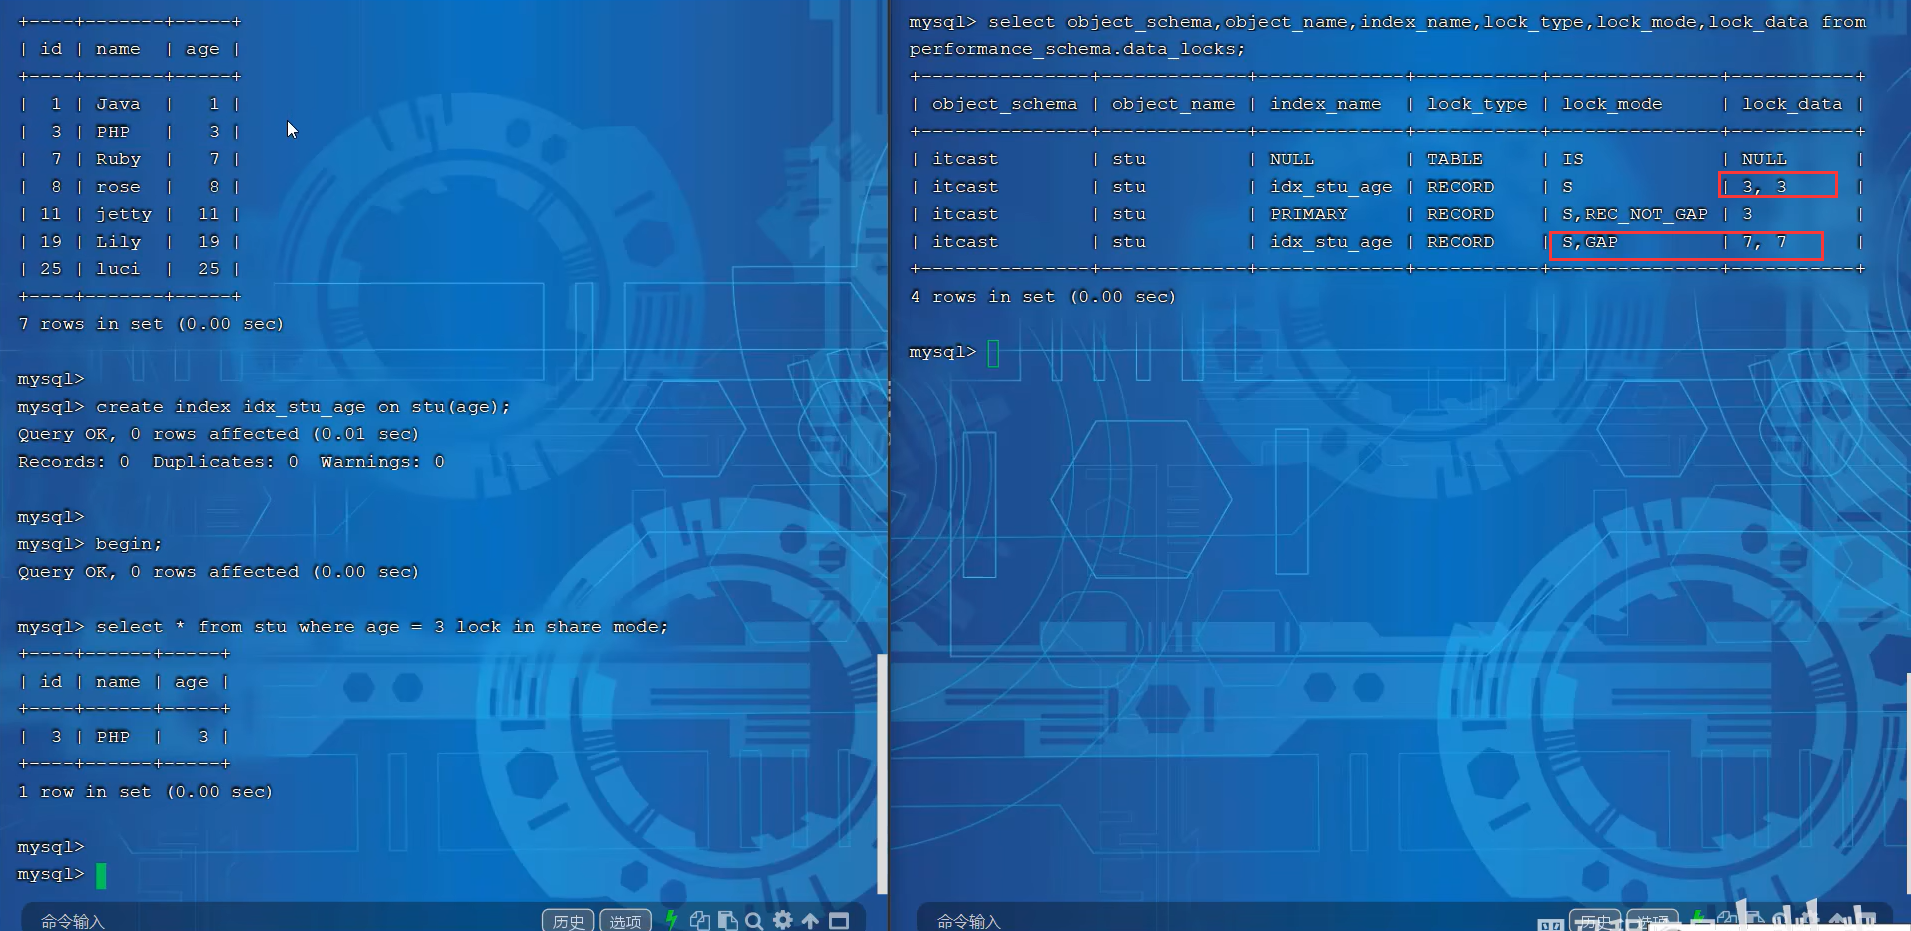 +----+-------+-----+
| id | name  | age |
+----+-------+-----+
|  1 | Java  |   1 |
|  3 | PHP   |   3 |
|  7 | Ruby  |   7 |
|  8 | rose  |   8 |
| 11 | jetty |  11 |
| 19 | Lily  |  19 |
| 25 | luci  |  25 |
+----+-------+-----+
7 rows in set (0.00 sec)
mysql>
mysql> create index idx_stu_age on stu(age);
Query OK, 0 rows affected (0.01 sec)
Records: 0  Duplicates: 0  Warnings: 0
mysql>
mysql> begin;
Query OK, 0 rows affected (0.00 sec)
mysql> select * from stu where age = 3 lock in share mode;
+----+------+-----+
| id | name | age |
+----+------+-----+
|  3 | PHP  |   3 |
+----+------+-----+
1 row in set (0.00 sec)
mysql>
mysql>
命令输入 历史 选项
mysql> select object_schema,object_name,index_name,lock_type,lock_mode,lock_data from
performance_schema.data_locks;
+---------------+-------------+-------------+-----------+---------------+-----------+
| object_schema | object_name | index_name  | lock_type | lock_mode     | lock_data |
+---------------+-------------+-------------+-----------+---------------+-----------+
| itcast        | stu         | NULL        | TABLE     | IS            | NULL      |
| itcast        | stu         | idx_stu_age | RECORD    | S             | 3, 3      |
| itcast        | stu         | PRIMARY     | RECORD    | S,REC_NOT_GAP | 3         |
| itcast        | stu         | idx_stu_age | RECORD    | S,GAP         | 7, 7      |
+---------------+-------------+-------------+-----------+---------------+-----------+
4 rows in set (0.00 sec)
mysql>
命令输入 历史 选项